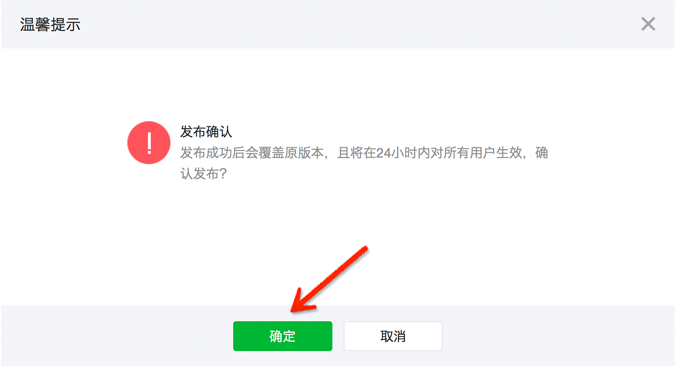 温馨提示
发布确认
发布成功后会覆盖原版本，且将在24小时内对所有用户生效，确
认发布？
确定
取消